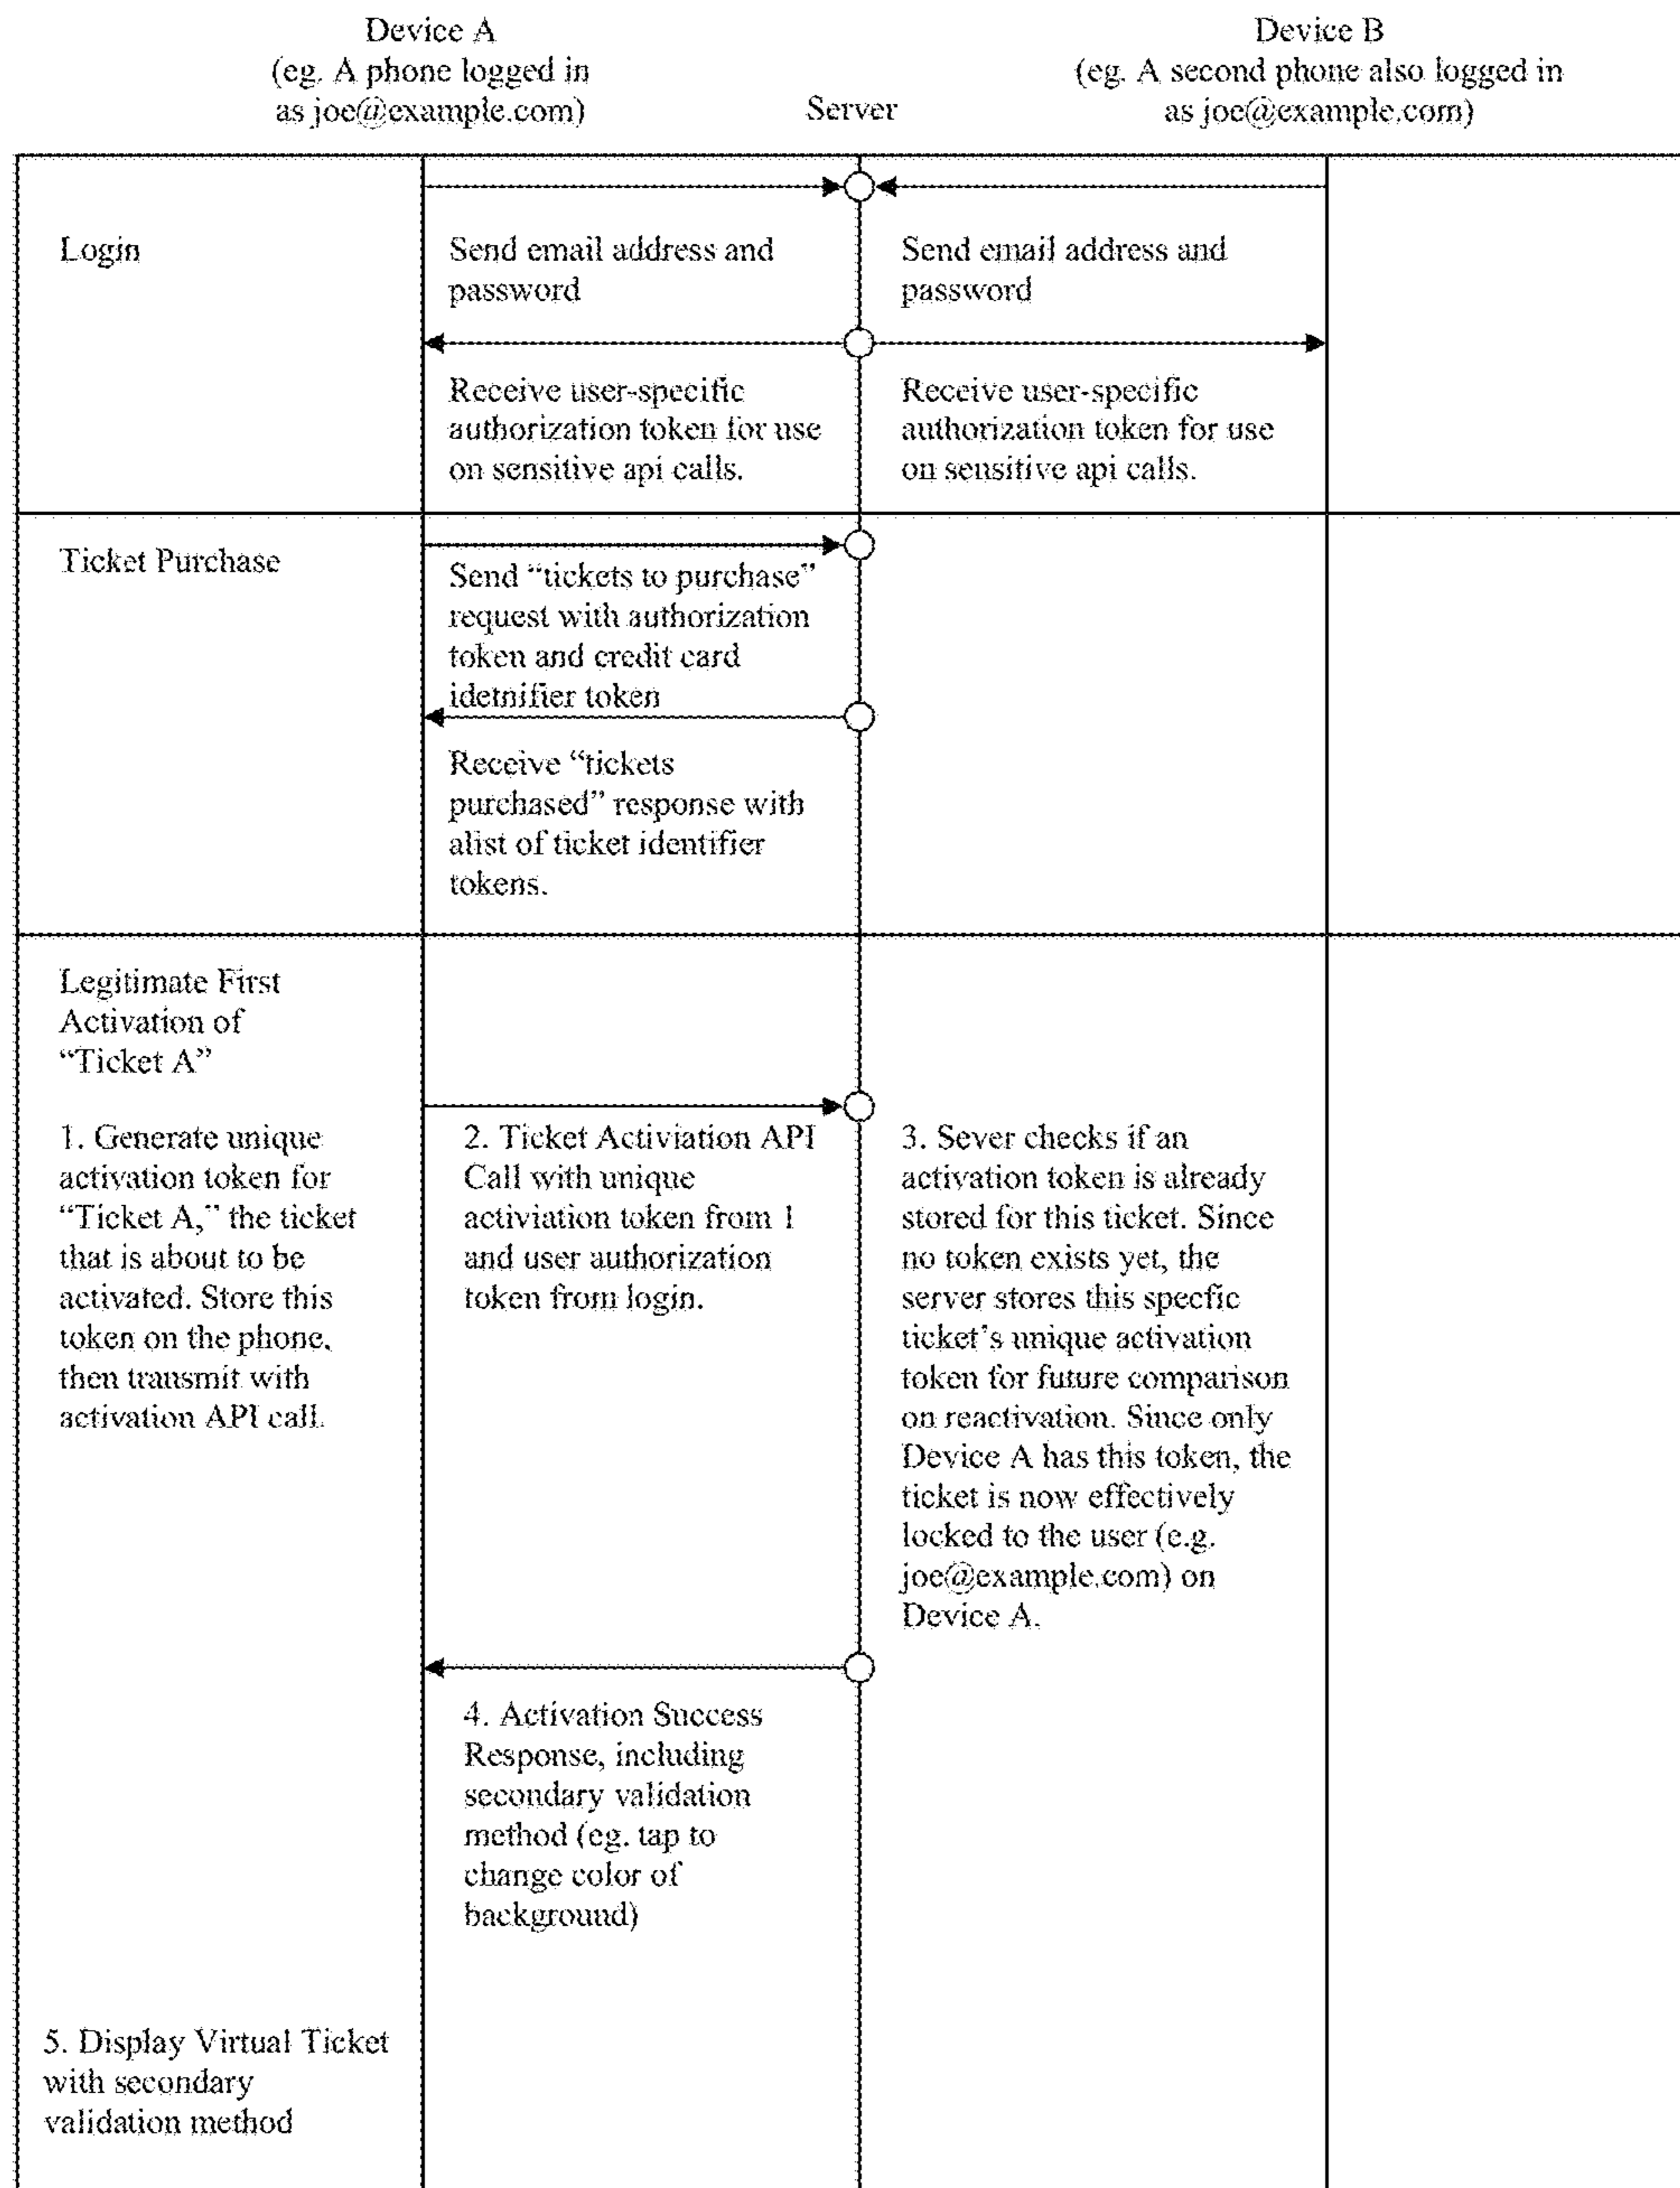 Device A
(eg. A phone logged in
as joe@example.com)
Server
Device B
(eg. A second phone also logged in
as joe@example.com)
Login
Send email address and
password
Send email address and
password
Receive user-specific
authorization token for use
on sensitive api calls.
Receive user-specific
authorization token for use
on sensitive api calls.
Ticket Purchase
Send “tickets to purchase”
request with authorization
token and credit card
idetnifier token
Receive “tickets
purchased” response with
alist of ticket identifier
tokens.
Legitimate First
Activation of
“Ticket A”
1. Generate unique
activation token for
“Ticket A,” the ticket
that is about to be
activated. Store this
token on the phone,
then transmit with
activation API call.
2. Ticket Activiation API
Call with unique
activiation token from 1
and user authorization
token from login.
3. Sever checks if an
activation token is already
stored for this ticket. Since
no token exists yet, the
server stores this specfic
ticket's unique activation
token for future comparison
on reactivation. Since only
Device A has this token, the
ticket is now effectively
locked to the user (e.g.
joe@example.com) on
Device A.
4. Activation Success
Response, including
secondary validation
method (eg. tap to
change color of
background)
5. Display Virtual Ticket
with secondary
validation method